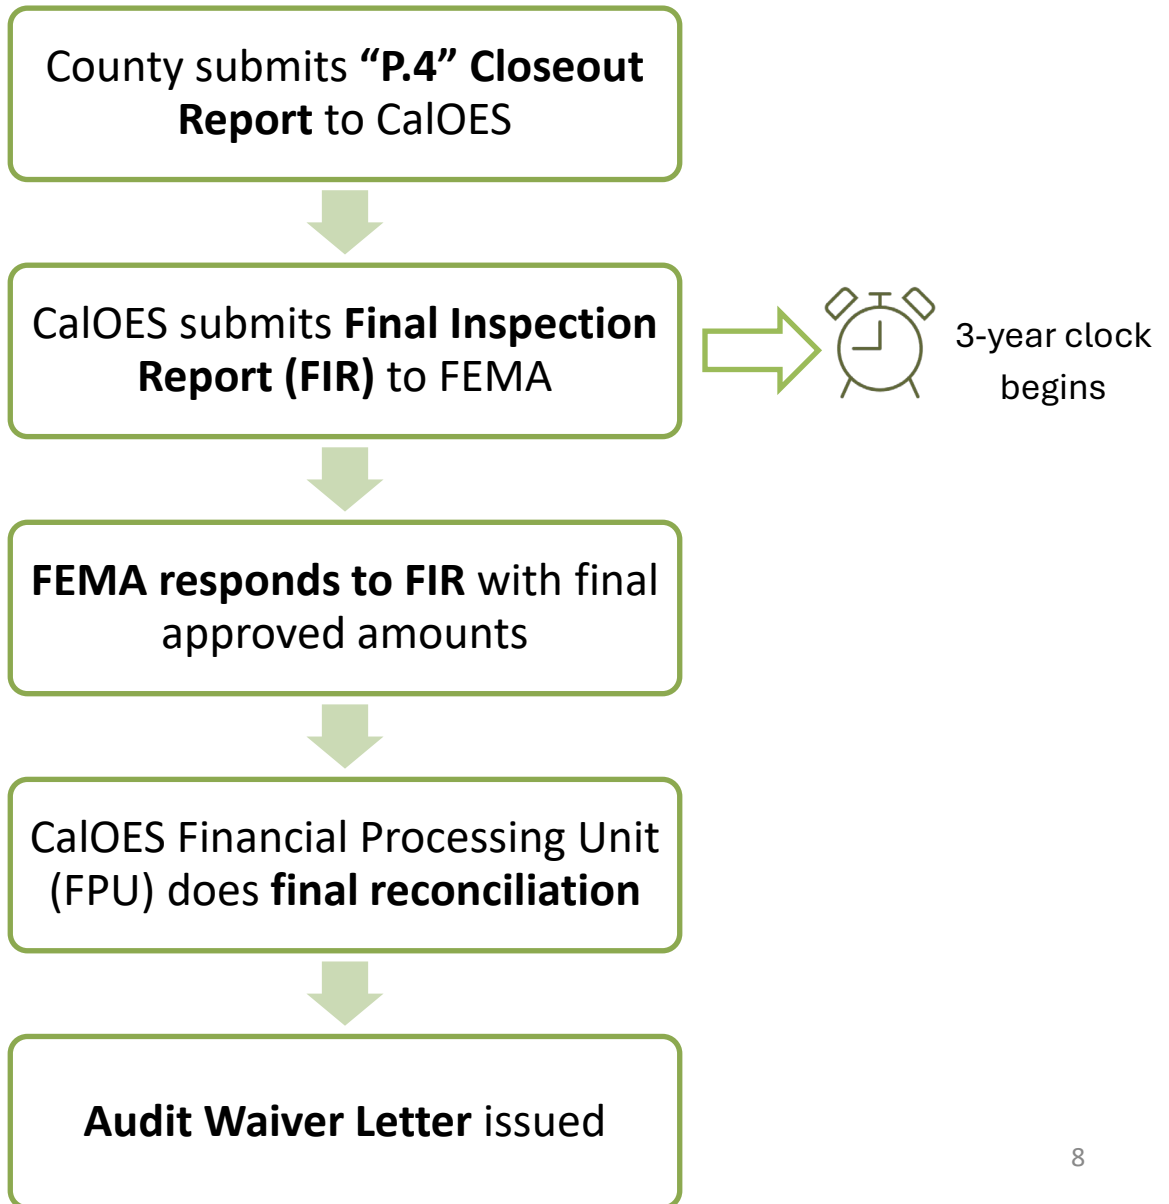 County submits “P.4” Closeout
Report to CalOES
CalOES submits Final Inspection
Report (FIR) to FEMA
3-year clock
begins
FEMA responds to FIR with final
approved amounts
CalOES Financial Processing Unit
(FPU) does final reconciliation
Audit Waiver Letter issued
8